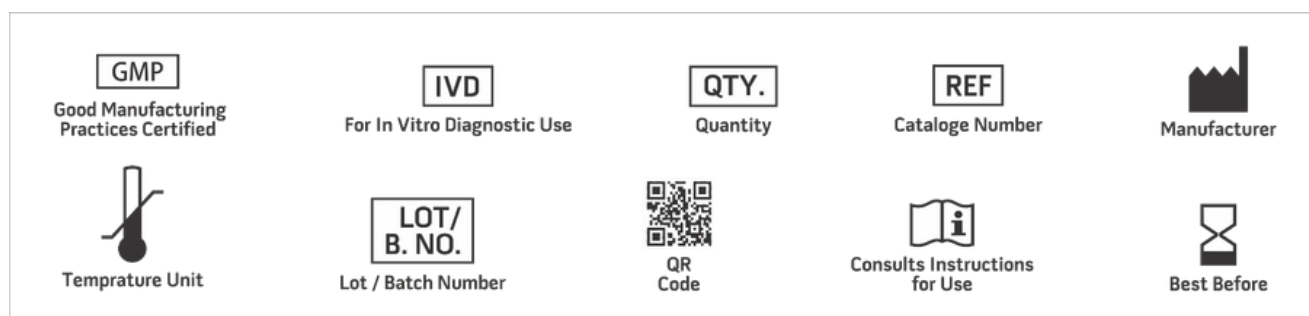 GMP
Good Manufacturing
Practices Certified
IVD
For In Vitro Diagnostic Use
QTY.
Quantity
REF
Cataloge Number
Manufacturer
Temprature Unit
LOT/
B. NO.
Lot / Batch Number
QR
Code
i
Consults Instructions
for Use
Best Before